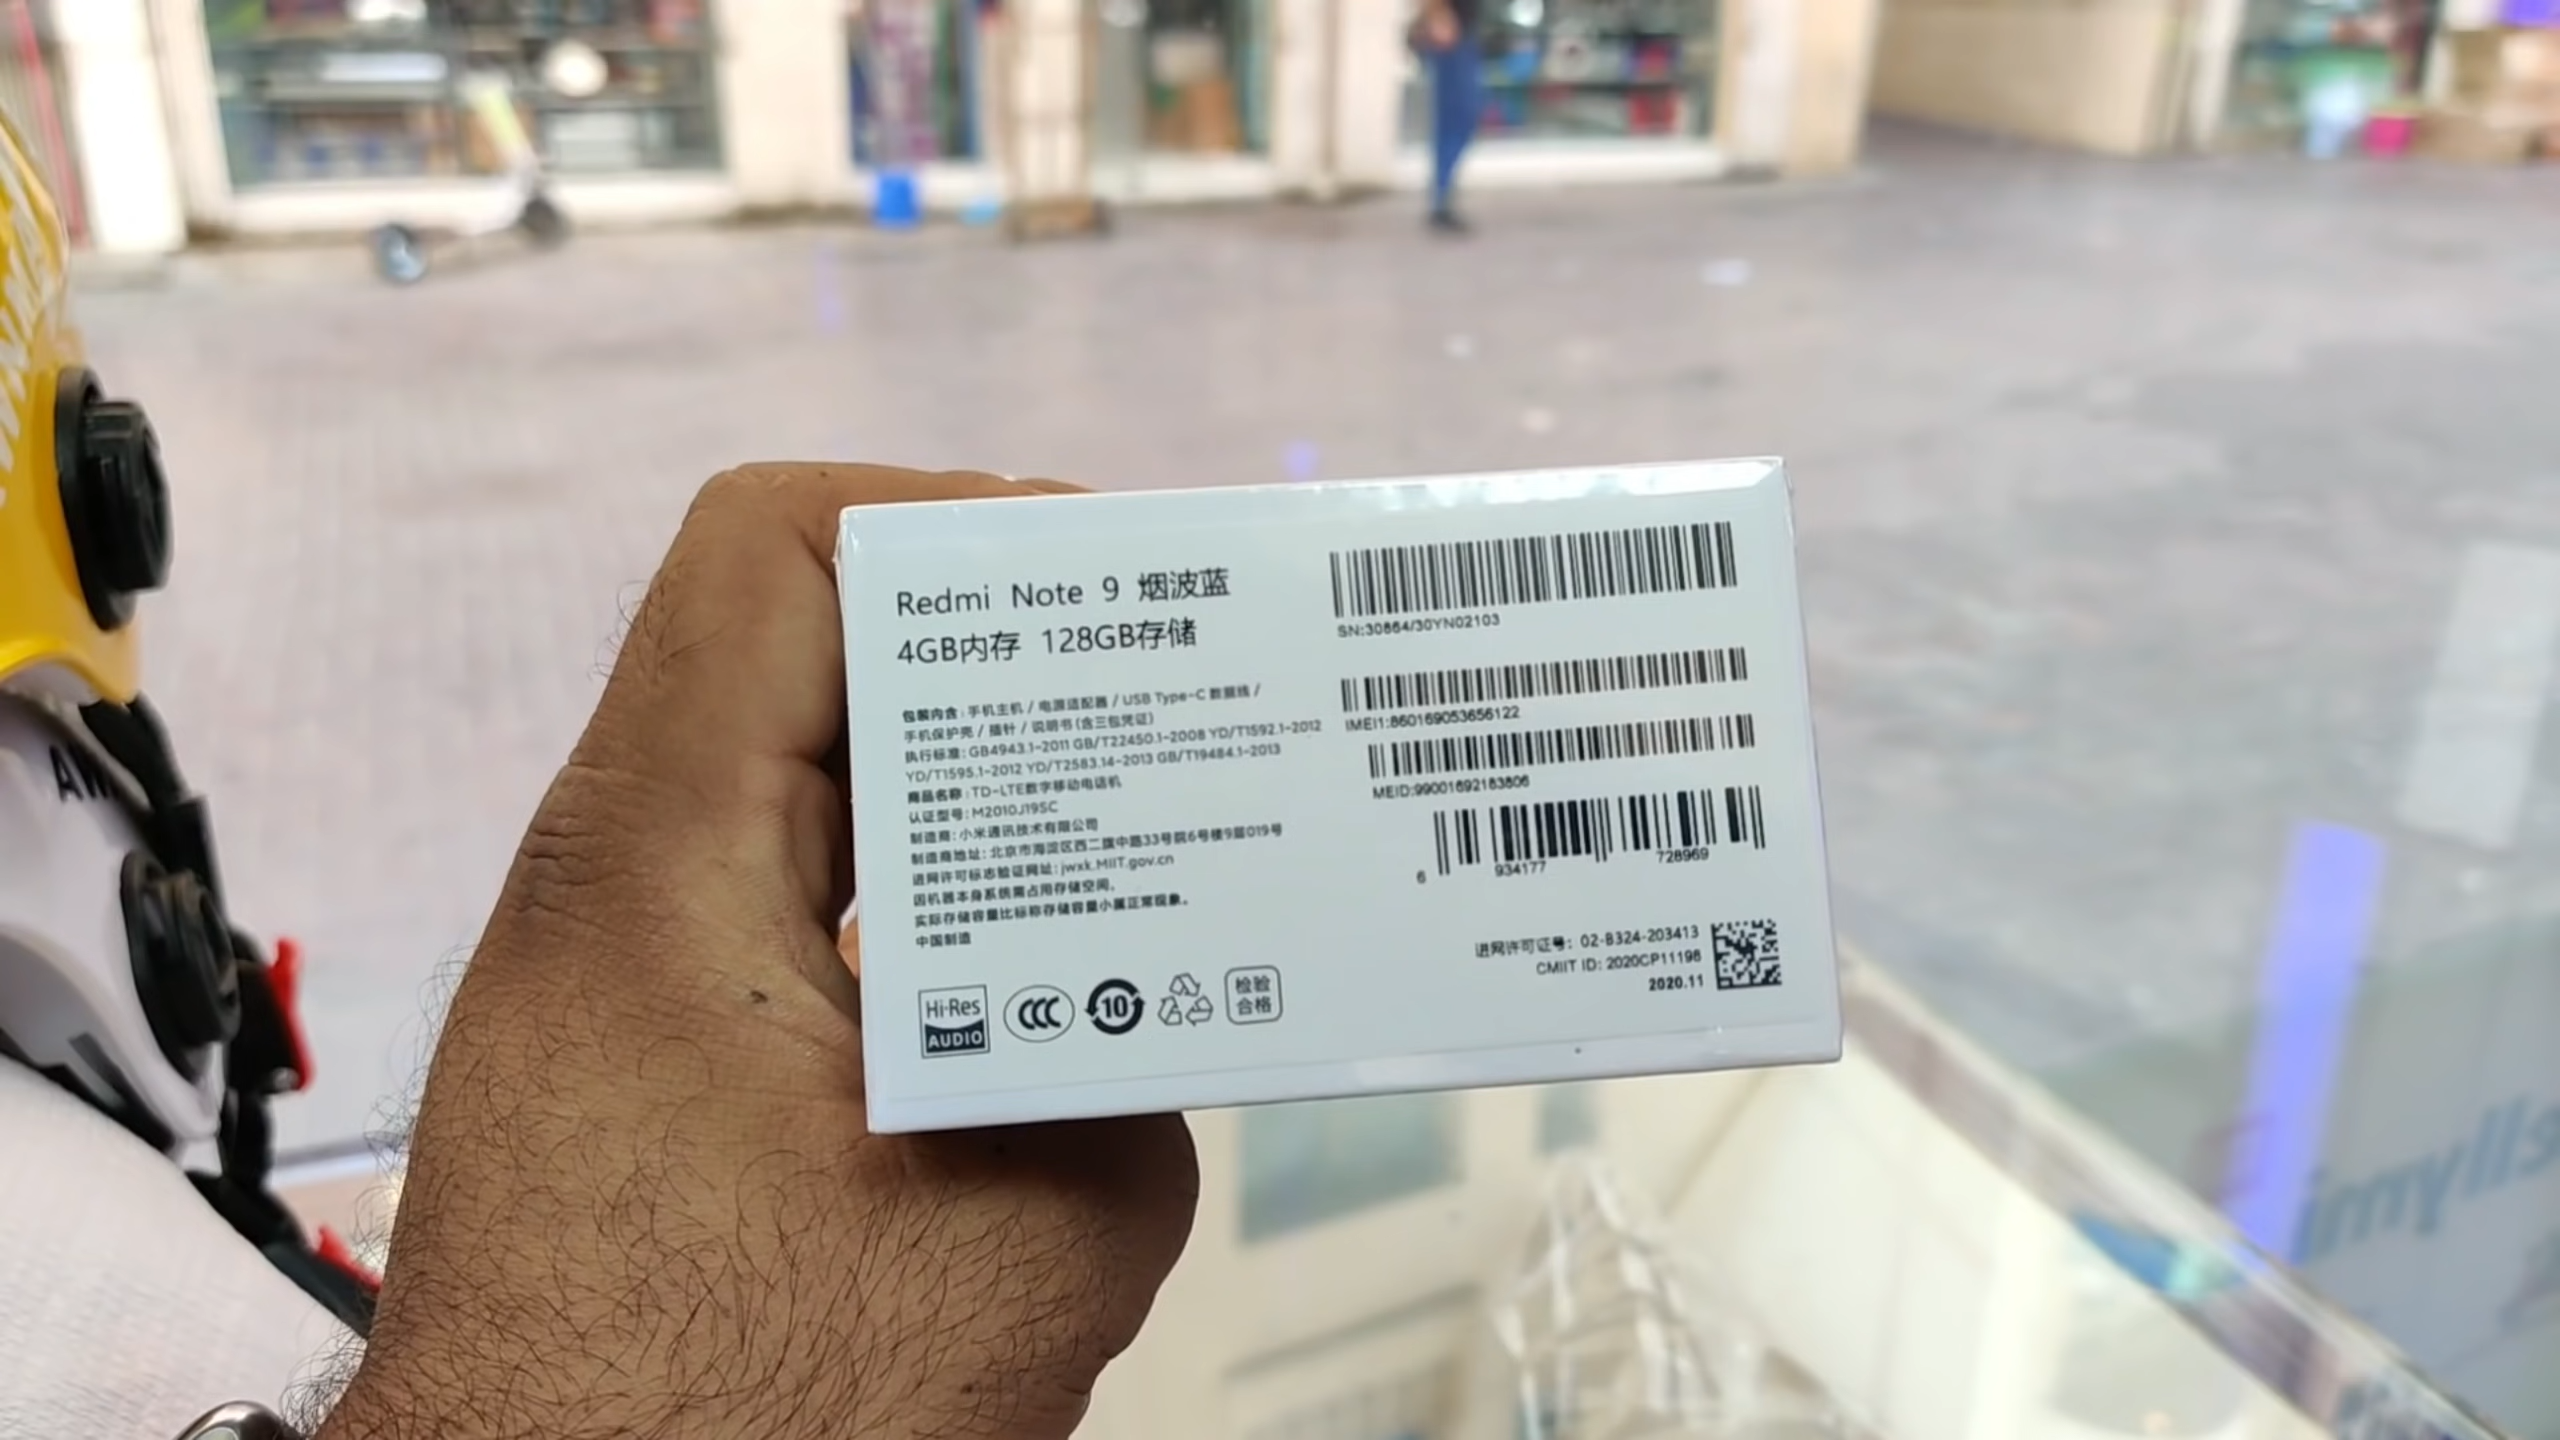 Redmi Note 9 烟波蓝
4GB内存 128GB存储
包装内含：手机主机 / 电源适配器 / USB Type-C 数据线 /
手机保护壳 / 插针 / 说明书(含三包凭证)
执行标准：GB4943.1-2011 GB/T22450.1-2008 YD/T1592.1-2012
YD/T1595.1-2012 YD/T2583.14-2013 GB/T19484.1-2013
商品名称：TD-LTE数字移动电话机
认证型号：M2010J19SC
制造商：小米通讯技术有限公司
制造商地址：北京市海淀区西二旗中路33号院6号楼9层019号
进网许可标志验证网址：jwxk.MIIT.gov.cn
因机器本身系统需占用存储空间，
实际存储容量比标称存储容量小属正常现象。
中国制造
Hi-Res
AUDIO
CCC
10
检验
合格
SN:30864/30YN02103
IMEI1:860169053656122
MEID:99001692183806
6 934177 728969
进网许可证号：02-B324-203413
CMIIT ID: 2020CP11198
2020.11